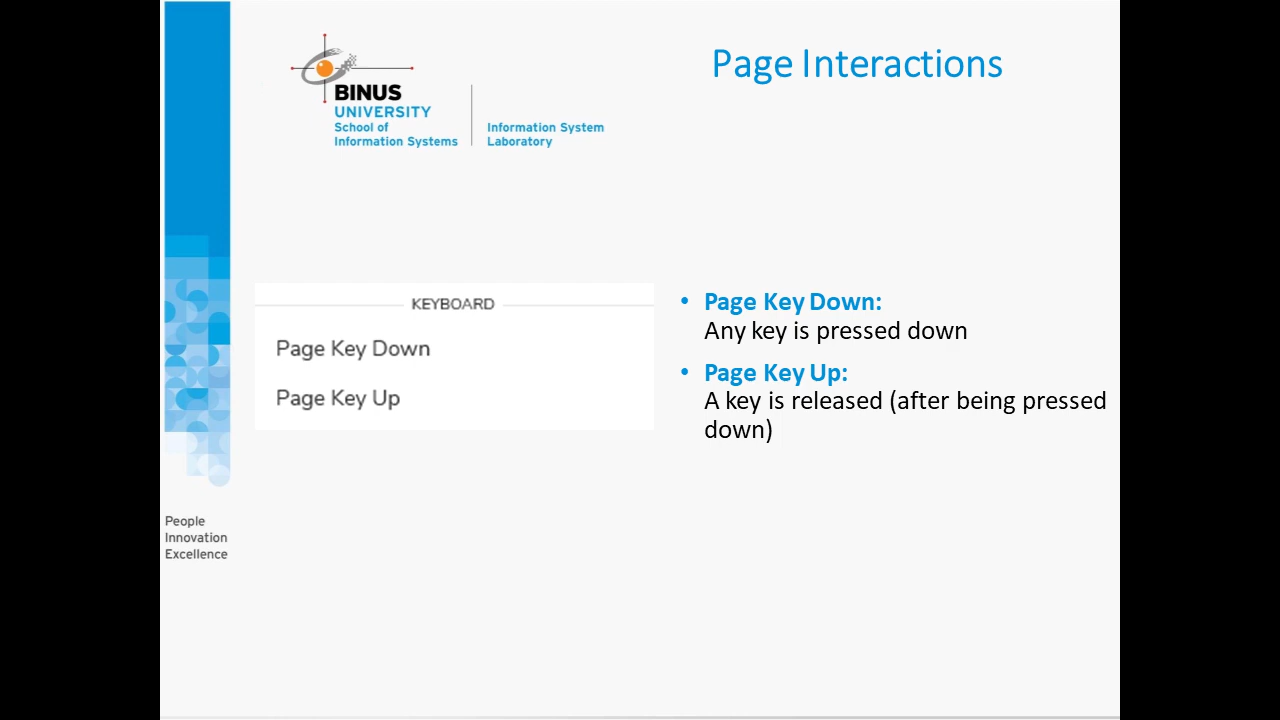 Page Interactions
BINUS
UNIVERSITY
School of
Information Systems
Information System
Laboratory
KEYBOARD
Page Key Down
Page Key Up
• Page Key Down:
Any key is pressed down
• Page Key Up:
A key is released (after being pressed
down)
People
Innovation
Excellence